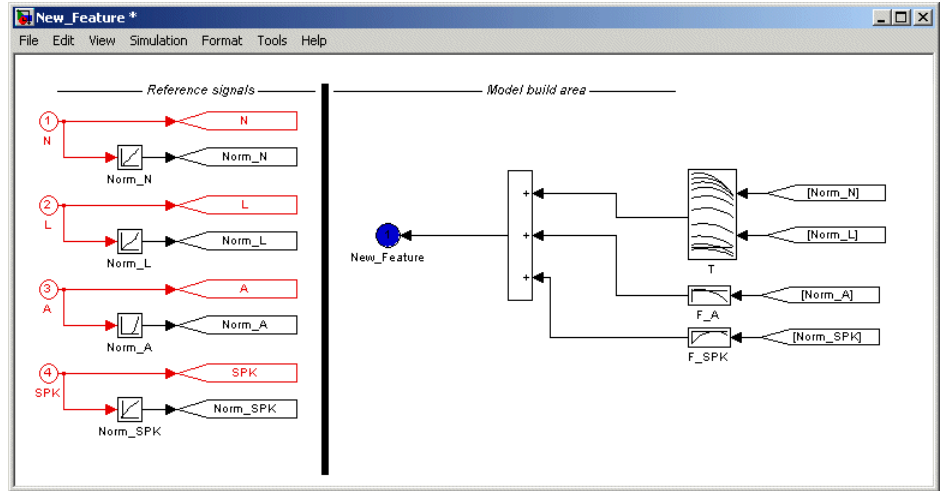 New_Feature *
File Edit View Simulation Format Tools Help
Reference signals
1
N
N
Norm_N
Norm_N
2
L
L
Norm_L
Norm_L
3
A
A
Norm_A
Norm_A
4
SPK
SPK
Norm_SPK
Norm_SPK
Model build area
1
New_Feature
+
+
+
T
[Norm_N]
[Norm_L]
F_A
[Norm_A]
F_SPK
[Norm_SPK]